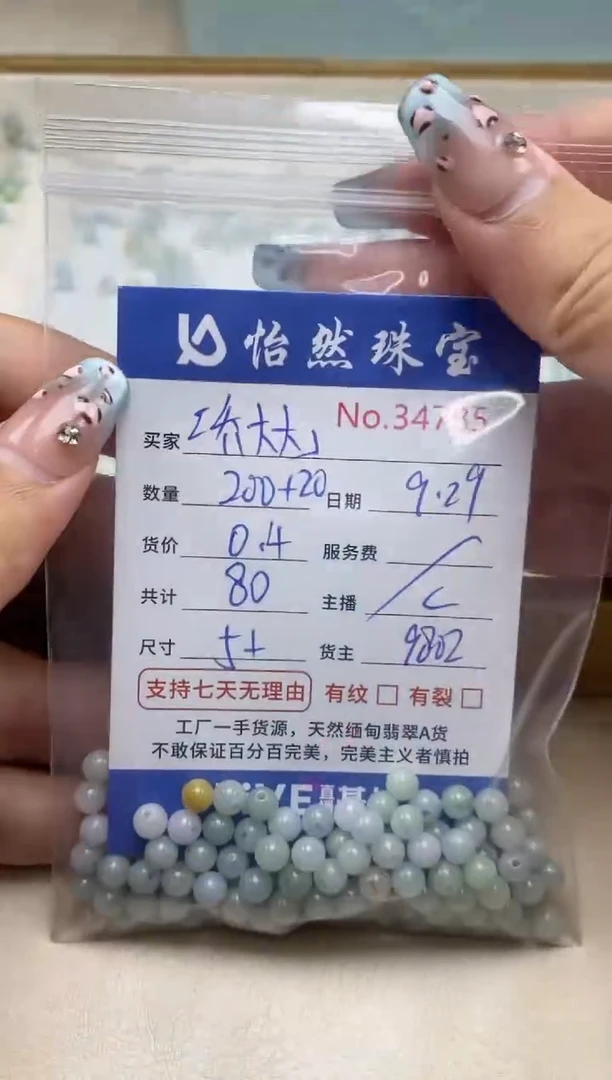 怡然珠宝
No.34735
买家
数量 200+20 日期 9.29
货价 0.4 服务费 /
共计 80 主播 C
尺寸 5+ 货主 9802
支持七天无理由 有纹 □ 有裂 □
工厂一手货源，天然缅甸翡翠A货
不敢保证百分百完美，完美主义者慎拍